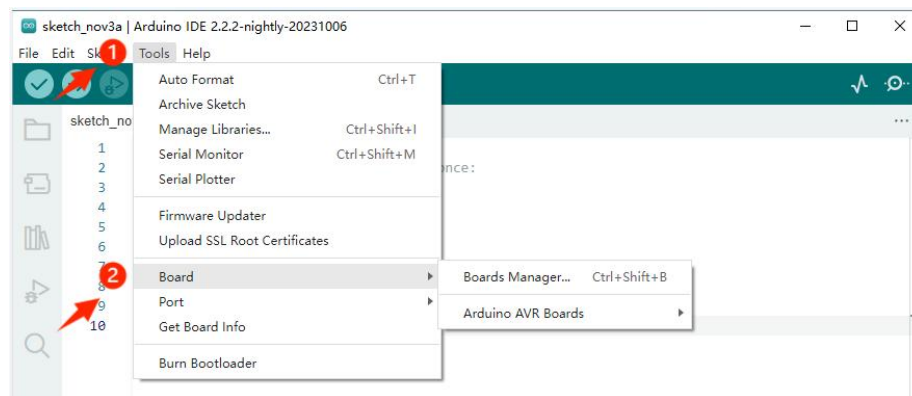 sketch_nov3a | Arduino IDE 2.2.2-nightly-20231006
File Edit Sk 1 Tools Help
Auto Format Ctrl+T
Archive Sketch
sketch_no
Manage Libraries... Ctrl+Shift+I
1
Serial Monitor Ctrl+Shift+M
2
once:
Serial Plotter
3
4
Firmware Updater
5
Upload SSL Root Certificates
6
7
2
Board
Boards Manager... Ctrl+Shift+B
8
Port
9
Arduino AVR Boards
Get Board Info
10
Burn Bootloader